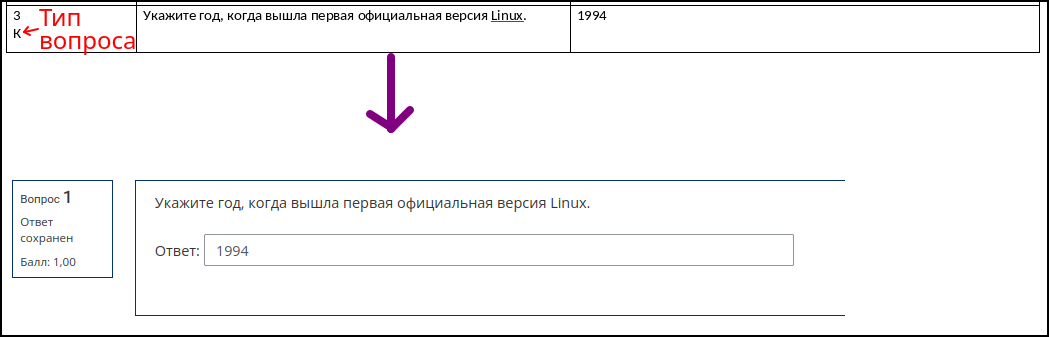 3
К
Тип
вопроса
Укажите год, когда вышла первая официальная версия Linux.
1994
Вопрос 1
Ответ
сохранен
Балл: 1,00
Укажите год, когда вышла первая официальная версия Linux.
Ответ: 1994